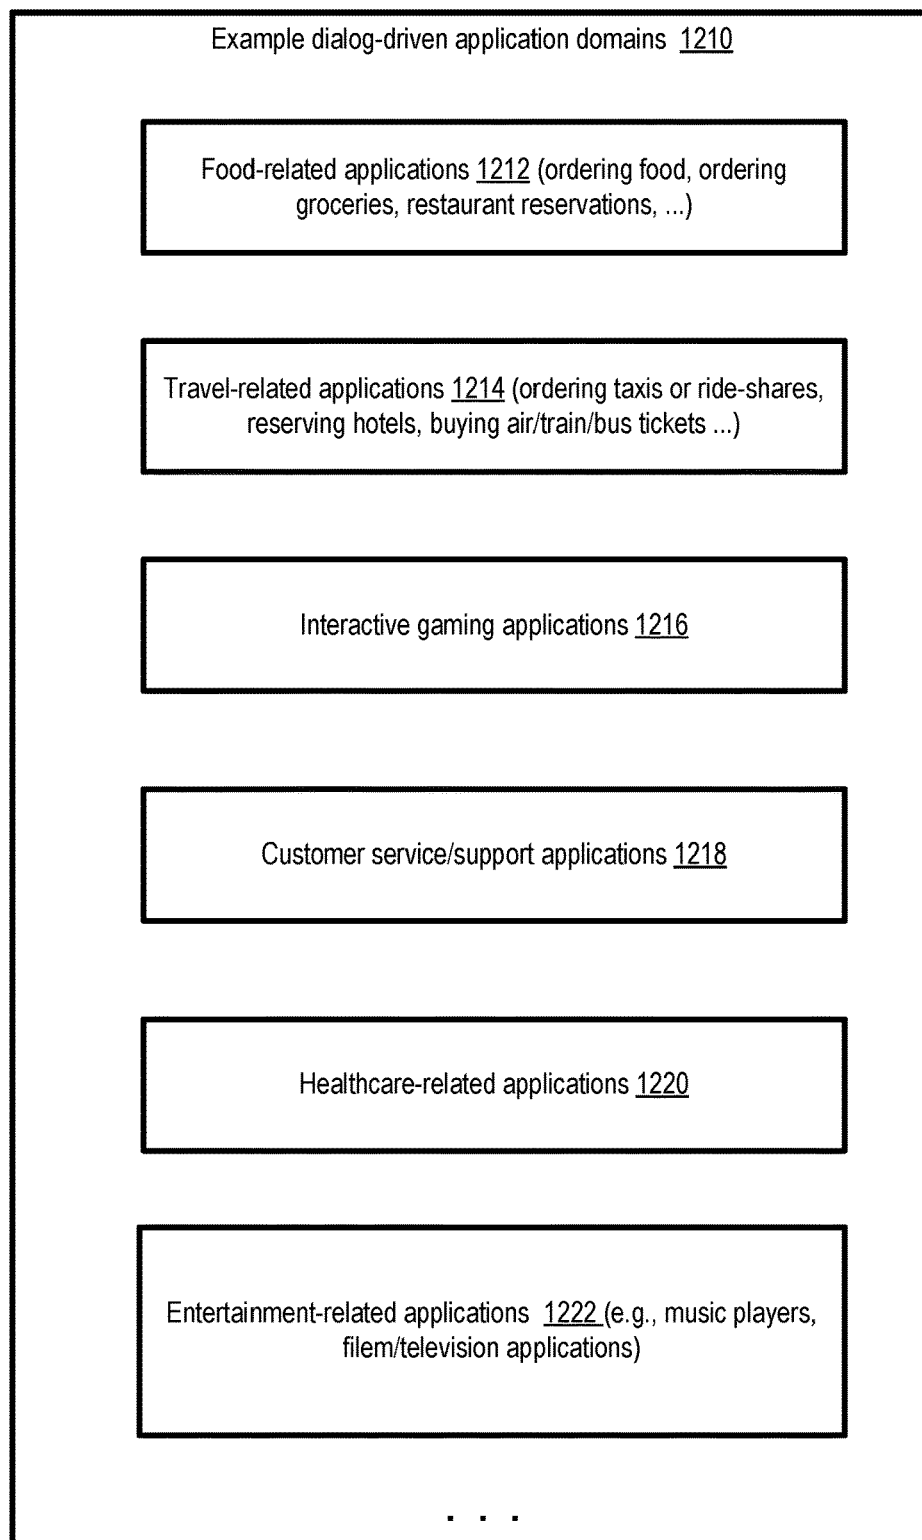 Example dialog-driven application domains 1210
Food-related applications 1212 (ordering food, ordering
groceries, restaurant reservations, ...)
Travel-related applications 1214 (ordering taxis or ride-shares,
reserving hotels, buying air/train/bus tickets ...)
Interactive gaming applications 1216
Customer service/support applications 1218
Healthcare-related applications 1220
Entertainment-related applications 1222 (e.g., music players,
filem/television applications)
. . .